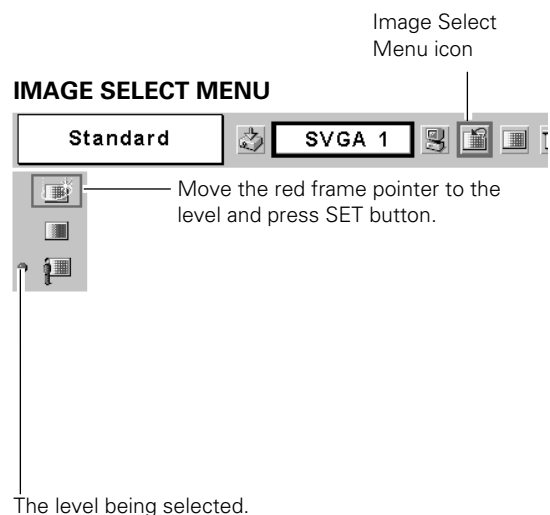 Image Select
Menu icon
IMAGE SELECT MENU
Standard
SVGA 1
Move the red frame pointer to the
level and press SET button.
The level being selected.